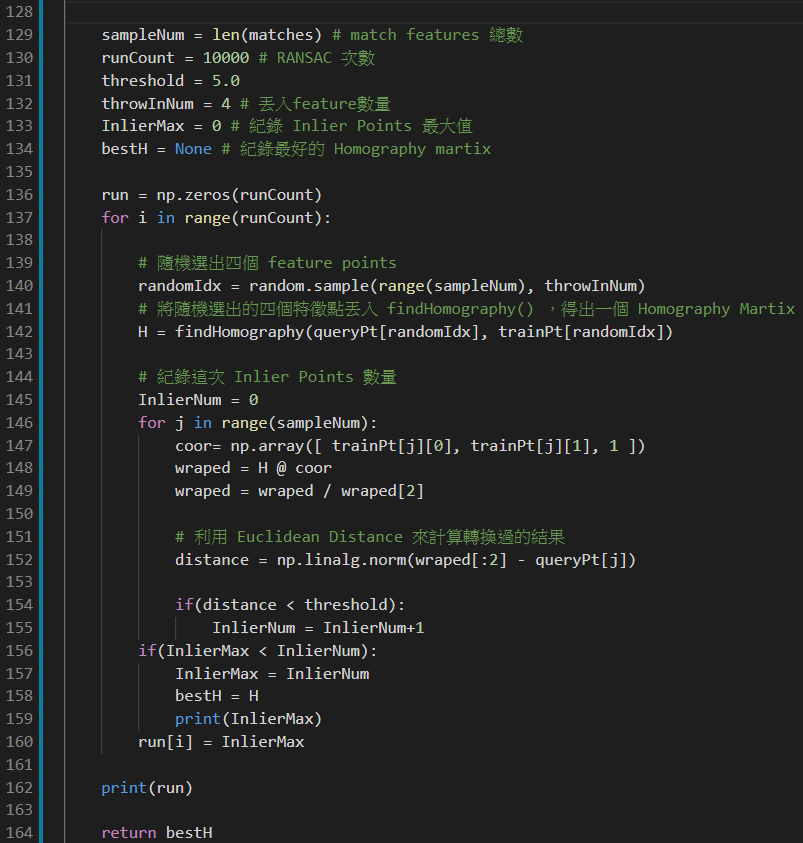 128
129 sampleNum = len(matches) # match features 總數
130 runCount = 10000 # RANSAC 次數
131 threshold = 5.0
132 throwInNum = 4 # 丟入feature數量
133 InlierMax = 0 # 紀錄 Inlier Points 最大值
134 bestH = None # 紀錄最好的 Homography martix
135
136 run = np.zeros(runCount)
137 for i in range(runCount):
138
139 # 隨機選出四個 feature points
140 randomIdx = random.sample(range(sampleNum), throwInNum)
141 # 將隨機選出的四個特徵點丟入 findHomography() ，得出一個 Homography Martix
142 H = findHomography(queryPt[randomIdx], trainPt[randomIdx])
143
144 # 紀錄這次 Inlier Points 數量
145 InlierNum = 0
146 for j in range(sampleNum):
147 coor= np.array([ trainPt[j][0], trainPt[j][1], 1 ])
148 wraped = H @ coor
149 wraped = wraped / wraped[2]
150
151 # 利用 Euclidean Distance 來計算轉換過的結果
152 distance = np.linalg.norm(wraped[:2] - queryPt[j])
153
154 if(distance < threshold):
155 InlierNum = InlierNum+1
156 if(InlierMax < InlierNum):
157 InlierMax = InlierNum
158 bestH = H
159 print(InlierMax)
160 run[i] = InlierMax
161
162 print(run)
163
164 return bestH